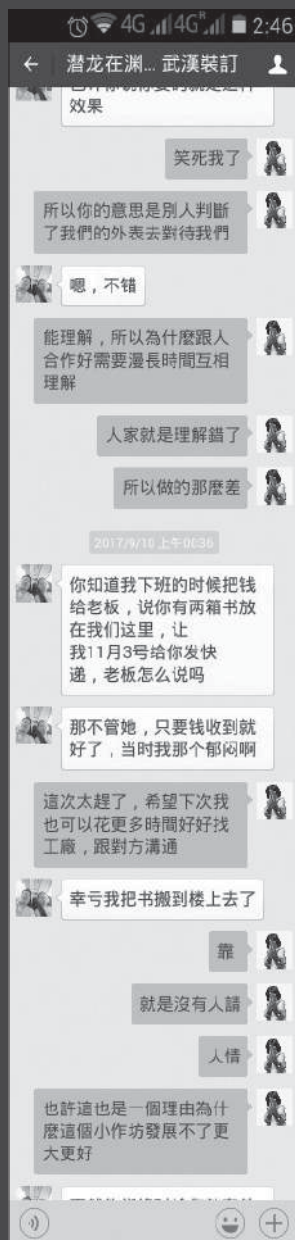 4G 4G R 2:46
潜龙在渊... 武漢裝訂
效果
笑死我了
所以你的意思是別人判斷
了我們的外表去對待我們
嗯，不错
能理解，所以為什麼跟人
合作好需要漫長時間互相
理解
人家就是理解錯了
所以做的那麼差
2017/9/10 上午00:36
你知道我下班的时候把钱
给老板，说你有两箱书放
在我们这里，让
我11月3号给你发快
递，老板怎么说吗
那不管她，只要钱收到就
好了，当时我那个郁闷啊
這次太趕了，希望下次我
也可以花更多時間好好找
工廠，跟對方溝通
幸亏我把书搬到楼上去了
靠
就是沒有人請
人情
也許這也是一個理由為什
麼這個小作坊發展不了更
大更好